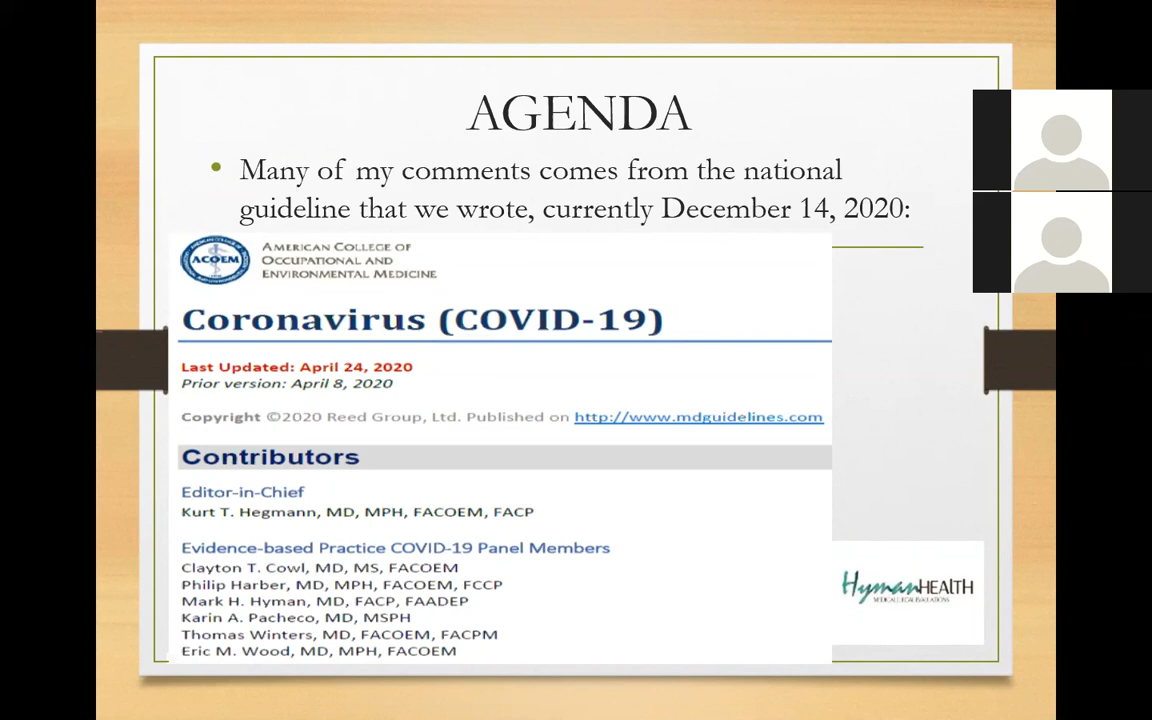 AGENDA
• Many of my comments comes from the national
guideline that we wrote, currently December 14, 2020:
ACOEM
AMERICAN COLLEGE OF
OCCUPATIONAL AND
ENVIRONMENTAL MEDICINE
Coronavirus (COVID-19)
Last Updated: April 24, 2020
Prior version: April 8, 2020
Copyright ©2020 Reed Group, Ltd. Published on http://www.mdguidelines.com
Contributors
Editor-in-Chief
Kurt T. Hegmann, MD, MPH, FACOEM, FACP
Evidence-based Practice COVID-19 Panel Members
Clayton T. Cowl, MD, MS, FACOEM
Philip Harber, MD, MPH, FACOEM, FCCP
Mark H. Hyman, MD, FACP, FAADEP
Karin A. Pacheco, MD, MSPH
Thomas Winters, MD, FACOEM, FACPM
Eric M. Wood, MD, MPH, FACOEM
HymanHEALTH